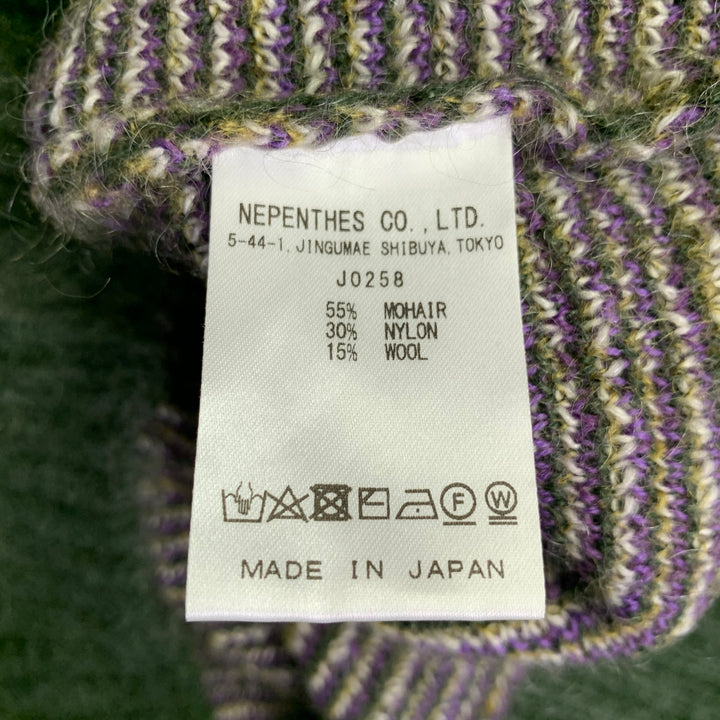 NEPENTHES CO.,LTD.
5-44-1, JINGUMAE SHIBUYA, TOKYO
J0258
55% MOHAIR
30% NYLON
15% WOOL
F W
MADE IN JAPAN